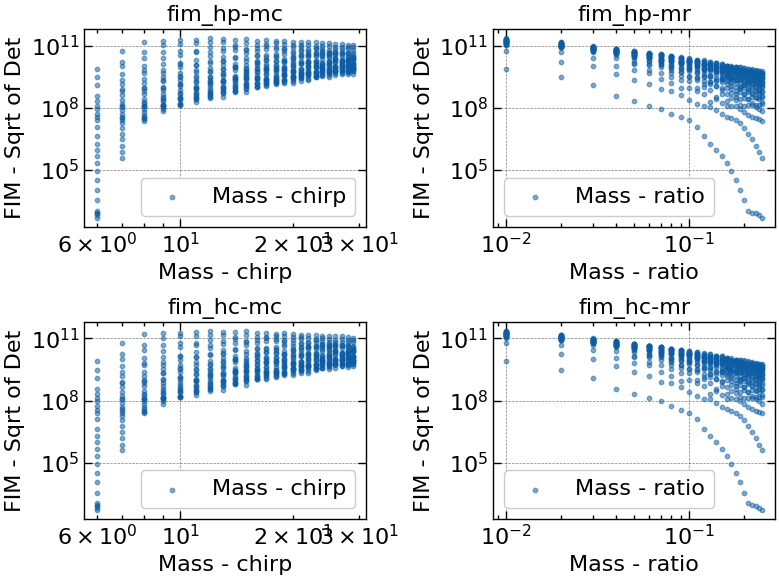 fim_hp-mc
FIM - Sqrt of Det
10¹¹
10⁸
10⁵
Mass - chirp
6 × 10⁰
10¹
2 × 10¹
3 × 10¹
Mass - chirp
fim_hp-mr
FIM - Sqrt of Det
10¹¹
10⁸
10⁵
Mass - ratio
10⁻²
10⁻¹
Mass - ratio
fim_hc-mc
FIM - Sqrt of Det
10¹¹
10⁸
10⁵
Mass - chirp
6 × 10⁰
10¹
2 × 10¹
3 × 10¹
Mass - chirp
fim_hc-mr
FIM - Sqrt of Det
10¹¹
10⁸
10⁵
Mass - ratio
10⁻²
10⁻¹
Mass - ratio